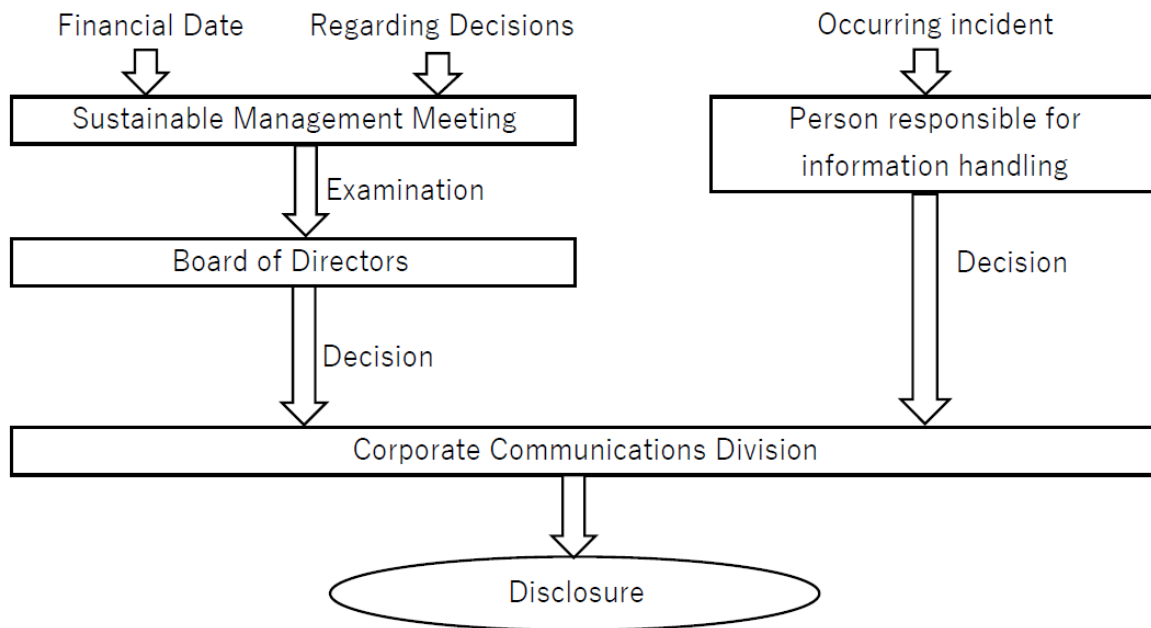 Financial Date
Regarding Decisions
Occurring incident
Sustainable Management Meeting
Person responsible for
information handling
Examination
Board of Directors
Decision
Decision
Corporate Communications Division
Disclosure